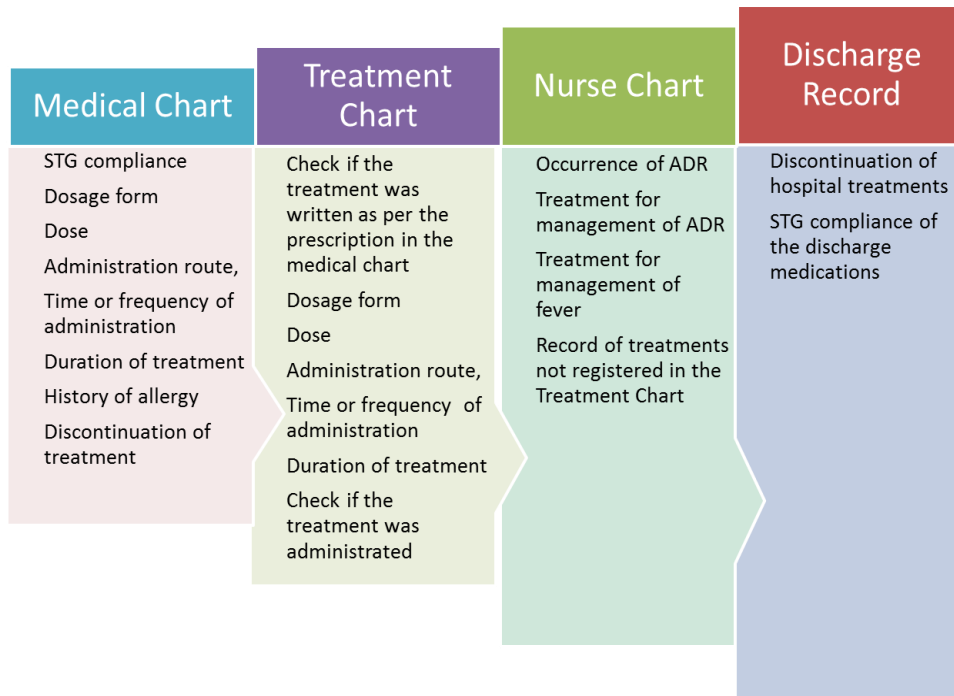 Medical Chart
STG compliance
Dosage form
Dose
Administration route,
Time or frequency of
administration
Duration of treatment
History of allergy
Discontinuation of
treatment
Treatment
Chart
Check if the
treatment was
written as per the
prescription in the
medical chart
Dosage form
Dose
Administration route,
Time or frequency of
administration
Duration of treatment
Check if the
treatment was
administrated
Nurse Chart
Occurrence of ADR
Treatment for
management of ADR
Treatment for
management of
fever
Record of treatments
not registered in the
Treatment Chart
Discharge
Record
Discontinuation of
hospital treatments
STG compliance of
the discharge
medications